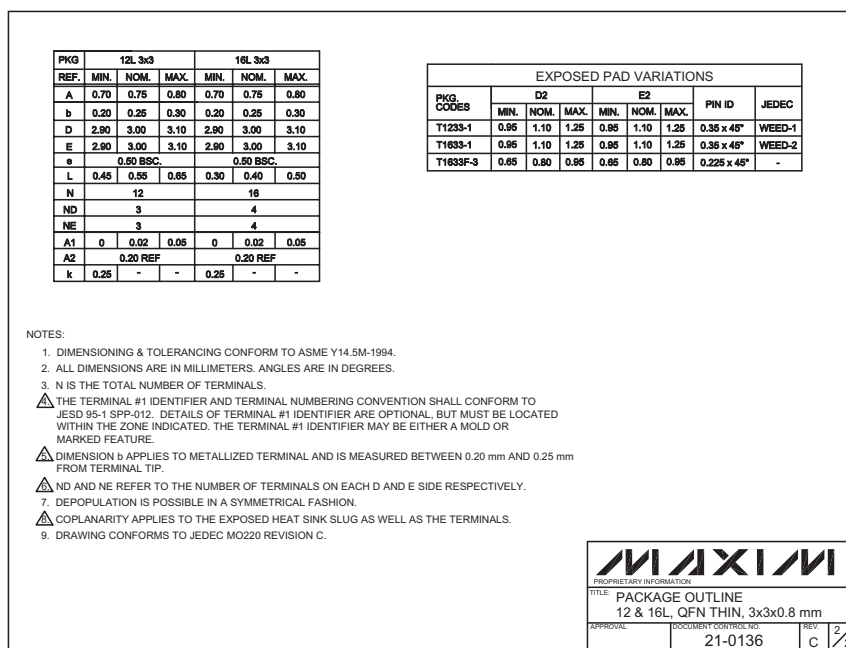 PKG 12L 3x3 16L 3x3
REF. MIN. NOM. MAX. MIN. NOM. MAX.
A 0.70 0.75 0.80 0.70 0.75 0.80
b 0.20 0.25 0.30 0.20 0.25 0.30
D 2.90 3.00 3.10 2.90 3.00 3.10
E 2.90 3.00 3.10 2.90 3.00 3.10
e 0.50 BSC. 0.50 BSC.
L 0.45 0.55 0.65 0.30 0.40 0.50
N 12 16
ND 3 4
NE 3 4
A1 0 0.02 0.05 0 0.02 0.05
A2 0.20 REF 0.20 REF
k 0.25 - - 0.25 - -
EXPOSED PAD VARIATIONS
PKG. CODES D2 E2 PIN ID JEDEC
MIN. NOM. MAX. MIN. NOM. MAX.
T1233-1 0.95 1.10 1.25 0.95 1.10 1.25 0.35 x 45° WEED-1
T1633-1 0.95 1.10 1.25 0.95 1.10 1.25 0.35 x 45° WEED-2
T1633F-3 0.65 0.80 0.95 0.65 0.80 0.95 0.225 x 45° -
NOTES:
1. DIMENSIONING & TOLERANCING CONFORM TO ASME Y14.5M-1994.
2. ALL DIMENSIONS ARE IN MILLIMETERS. ANGLES ARE IN DEGREES.
3. N IS THE TOTAL NUMBER OF TERMINALS.
4. THE TERMINAL #1 IDENTIFIER AND TERMINAL NUMBERING CONVENTION SHALL CONFORM TO
JESD 95-1 SPP-012. DETAILS OF TERMINAL #1 IDENTIFIER ARE OPTIONAL, BUT MUST BE LOCATED
WITHIN THE ZONE INDICATED. THE TERMINAL #1 IDENTIFIER MAY BE EITHER A MOLD OR
MARKED FEATURE.
5. DIMENSION b APPLIES TO METALLIZED TERMINAL AND IS MEASURED BETWEEN 0.20 mm AND 0.25 mm
FROM TERMINAL TIP.
6. ND AND NE REFER TO THE NUMBER OF TERMINALS ON EACH D AND E SIDE RESPECTIVELY.
7. DEPOPULATION IS POSSIBLE IN A SYMMETRICAL FASHION.
8. COPLANARITY APPLIES TO THE EXPOSED HEAT SINK SLUG AS WELL AS THE TERMINALS.
9. DRAWING CONFORMS TO JEDEC MO220 REVISION C.
MAXIM
PROPRIETARY INFORMATION
TITLE: PACKAGE OUTLINE
12 & 16L, QFN THIN, 3x3x0.8 mm
APPROVAL DOCUMENT CONTROL NO. REV.
21-0136 C 2/